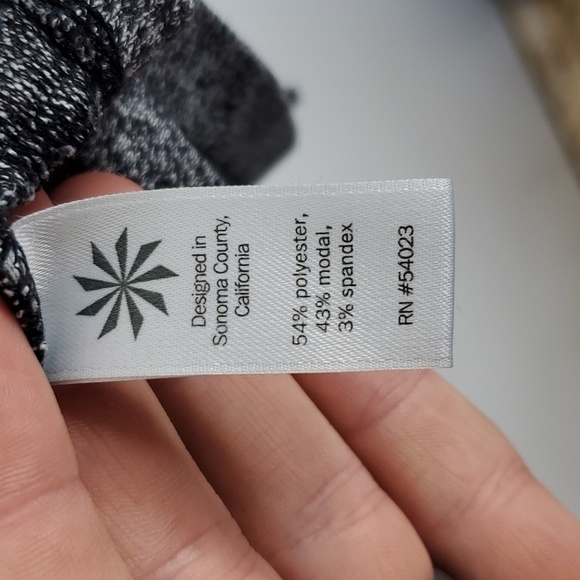 Designed in
Sonoma County,
California
54% polyester,
43% modal,
3% spandex
RN #54023